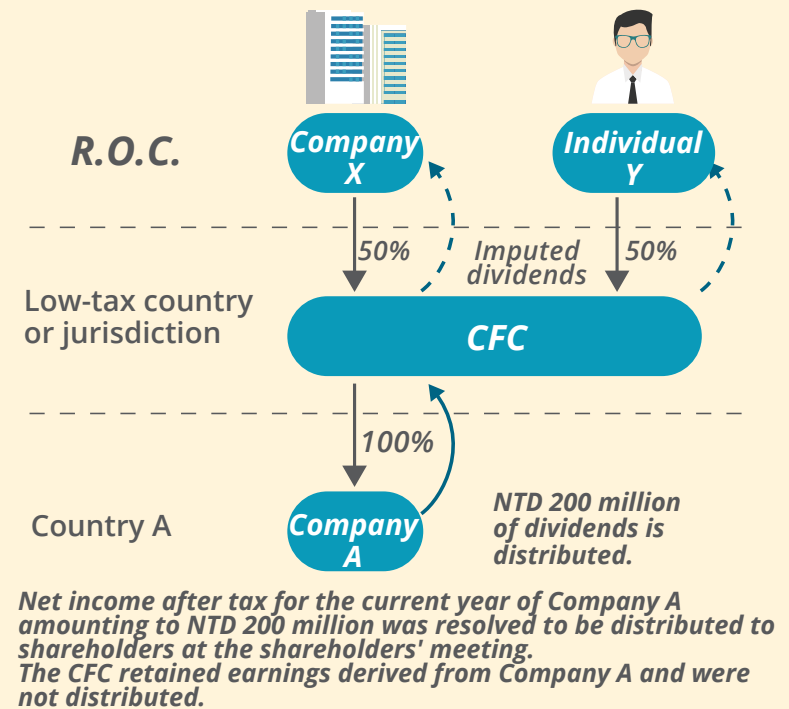 R.O.C.
Company
X
Individual
Y
50%
Imputed
dividends
50%
Low-tax country
or jurisdiction
CFC
100%
Country A
Company
A
NTD 200 million
of dividends is
distributed.
Net income after tax for the current year of Company A
amounting to NTD 200 million was resolved to be distributed to
shareholders at the shareholders' meeting.
The CFC retained earnings derived from Company A and were
not distributed.